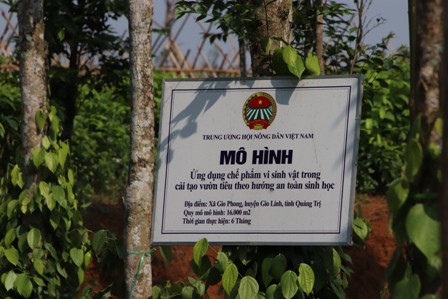 TRUNG ƯƠNG HỘI NÔNG DÂN VIỆT NAM
MÔ HÌNH
Ứng dụng chế phẩm vi sinh vật trong
cải tạo vườn tiêu theo hướng an toàn sinh học
Địa điểm: Xã Gio Phong, huyện Gio Linh, tỉnh Quảng Trị
Quy mô mô hình: 16.000 m2
Thời gian thực hiện: 6 Tháng